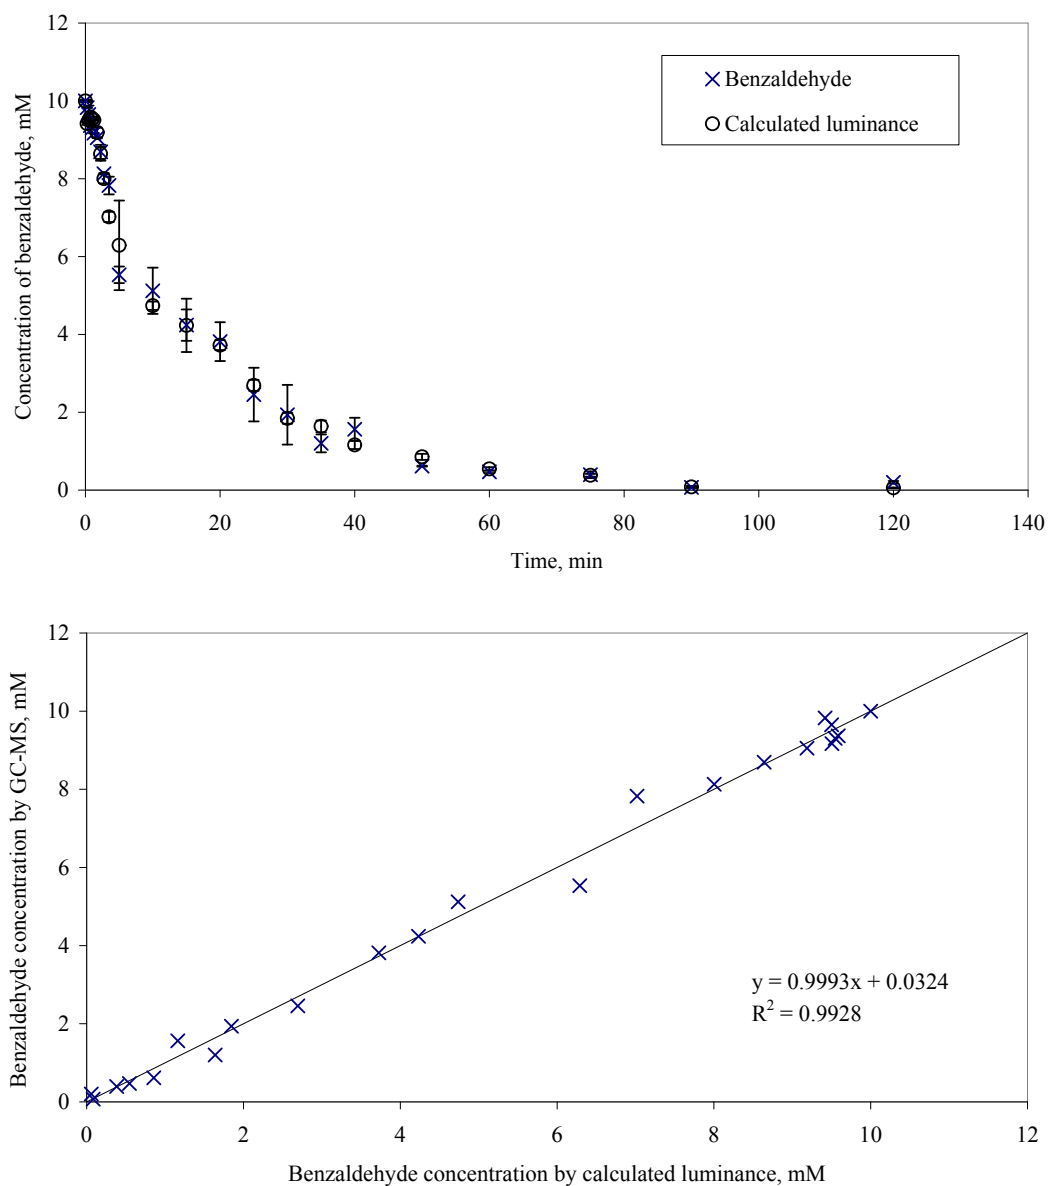 12
10
8
6
4
2
0
Concentration of benzaldehyde, mM
Benzaldehyde
Calculated luminance
0 20 40 60 80 100 120 140
Time, min
12
10
8
6
4
2
0
Benzaldehyde concentration by GC-MS, mM
y = 0.9993x + 0.0324
R² = 0.9928
0 2 4 6 8 10 12
Benzaldehyde concentration by calculated luminance, mM